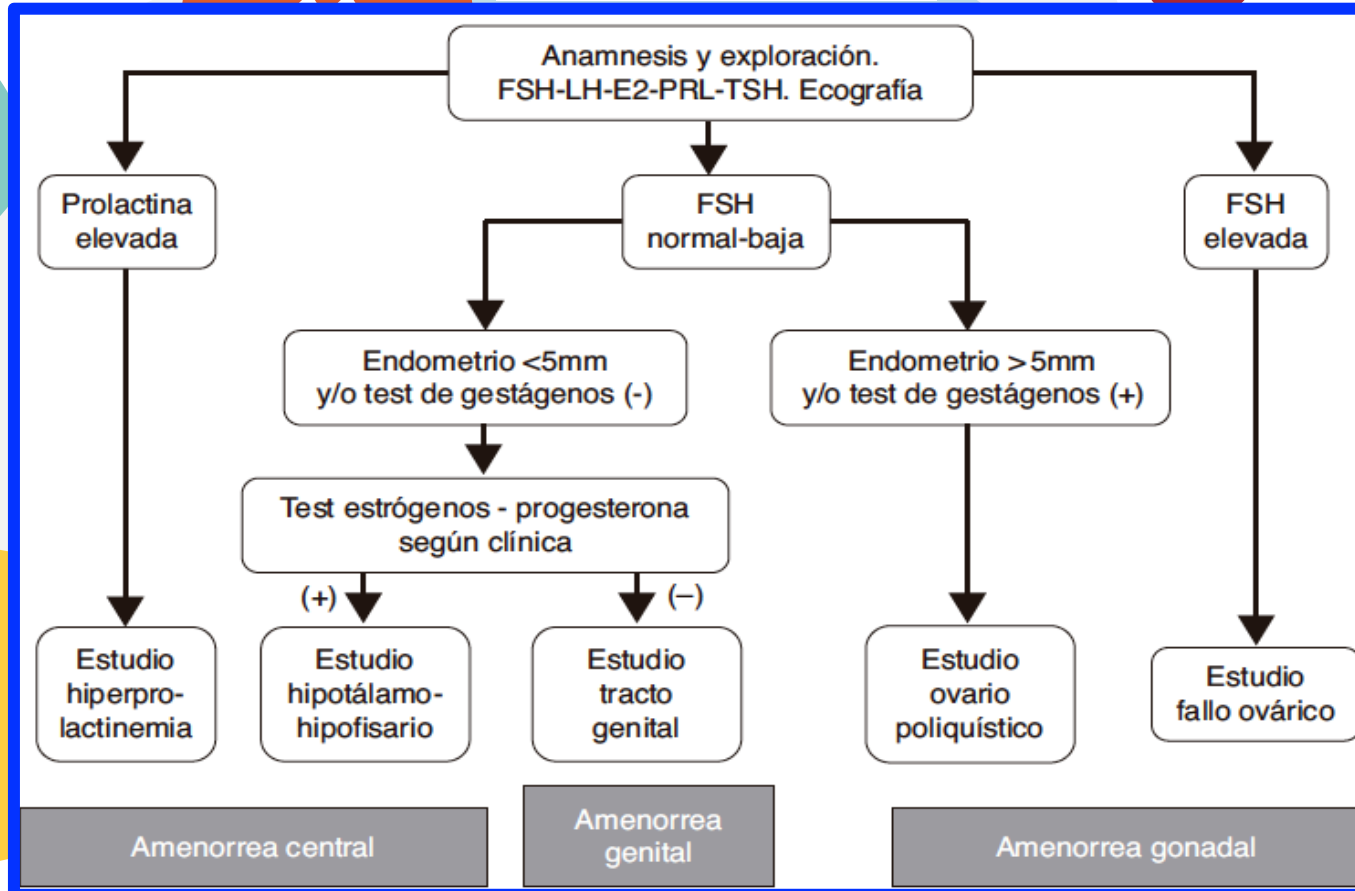 Anamnesis y exploración.
FSH-LH-E2-PRL-TSH. Ecografía
Prolactina
elevada
FSH
normal-baja
FSH
elevada
Endometrio <5mm
y/o test de gestágenos (-)
Endometrio >5mm
y/o test de gestágenos (+)
Test estrógenos - progesterona
según clínica
(+)
(–)
Estudio
hiperpro-
lactinemia
Estudio
hipotálamo-
hipofisario
Estudio
tracto
genital
Estudio
ovario
poliquístico
Estudio
fallo ovárico
Amenorrea central
Amenorrea
genital
Amenorrea gonadal